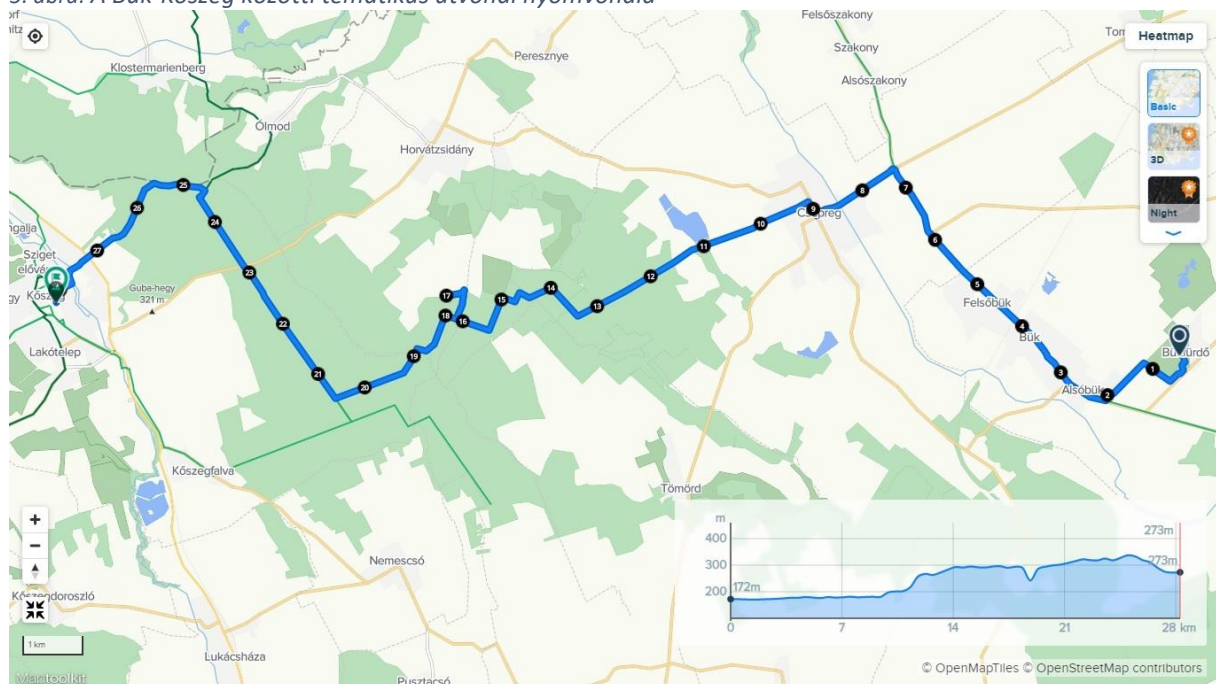 3. ábra: A Bük-Kőszeg közötti tematikus útvonal nyomvonala
Felsőszakony
Heatmap
Szakony
Peresznye
Klostermarienberg
Alsószakony
Basic
Ólmod
Horvátzsidány
3D
Night
25
7
8
9
Csepreg
26
24
10
6
27
11
Sziget
23
12
5
Guba-hegy
321 m
17
14
15
13
Felsőbük
Kőszeg
22
18
16
4
Bük
Lakótelep
19
Bükfürdő
21
20
3
1
Alsóbük
2
Kőszegfalva
Tömörd
+
−
Nemescsó
m
400
300
200
172m
273m
273m
0
7
14
21
28 km
Kőszegdoroszló
1 km
Lukácsháza
Pusztacsó
© OpenMapTiles © OpenStreetMap contributors